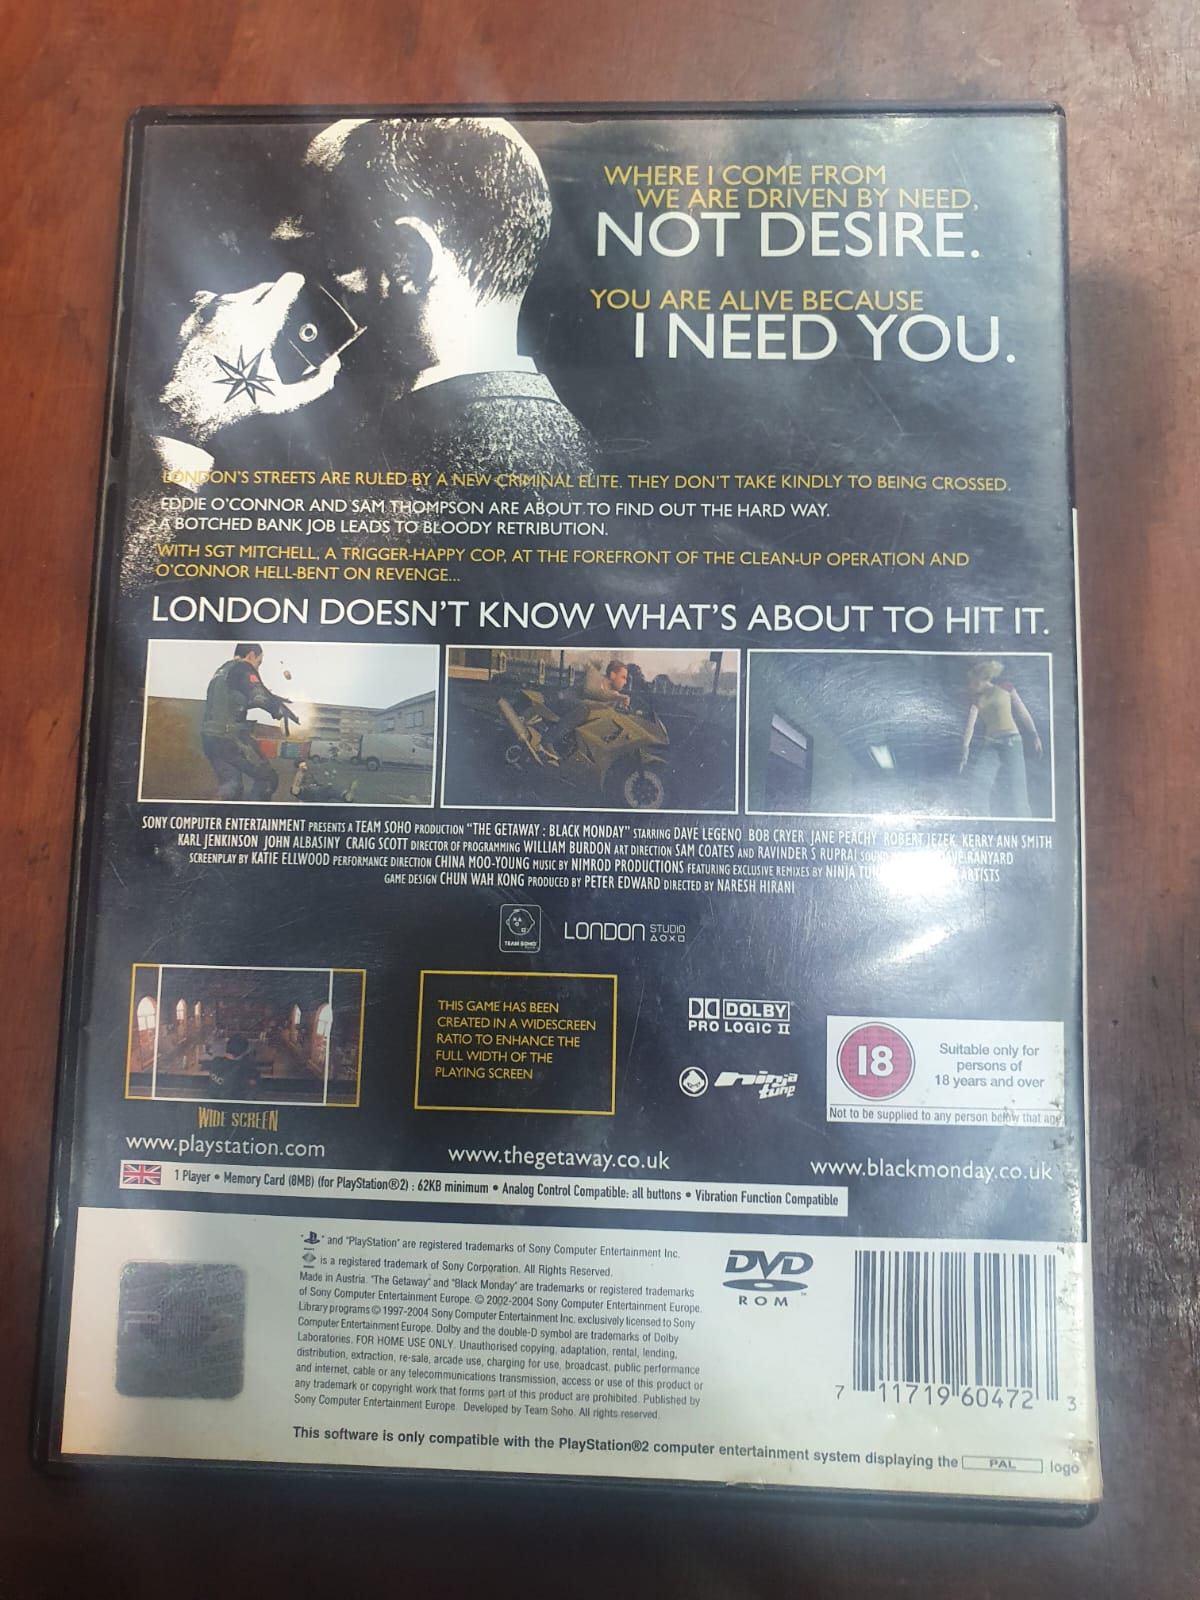 WHERE I COME FROM
WE ARE DRIVEN BY NEED,
NOT DESIRE.
YOU ARE ALIVE BECAUSE
I NEED YOU.
LONDON'S STREETS ARE RULED BY A NEW CRIMINAL ELITE. THEY DON'T TAKE KINDLY TO BEING CROSSED.
EDDIE O'CONNOR AND SAM THOMPSON ARE ABOUT TO FIND OUT THE HARD WAY.
A BOTCHED BANK JOB LEADS TO BLOODY RETRIBUTION.
WITH SGT MITCHELL, A TRIGGER-HAPPY COP, AT THE FOREFRONT OF THE CLEAN-UP OPERATION AND
O'CONNOR HELL-BENT ON REVENGE...
LONDON DOESN'T KNOW WHAT'S ABOUT TO HIT IT.
SONY COMPUTER ENTERTAINMENT PRESENTS A TEAM SOHO PRODUCTION "THE GETAWAY : BLACK MONDAY" STARRING DAVE LEGENO BOB CRYER JANE PEACHY ROBERT JEZEK KERRY ANN SMITH
KARL JENKINSON JOHN ALBASINY CRAIG SCOTT DIRECTOR OF PROGRAMMING WILLIAM BURDON ART DIRECTION SAM COATES AND RAVINDER S RUPRAI RANYARD
SCREENPLAY BY KATIE ELLWOOD PERFORMANCE DIRECTION CHINA MOO-YOUNG MUSIC BY NIMROD PRODUCTIONS FEATURING EXCLUSIVE REMIXES BY NINJA ARTISTS
GAME DESIGN CHUN WAH KONG PRODUCED BY PETER EDWARD DIRECTED BY NARESH HIRANI
TEAM SOHO
LONDON STUDIO
THIS GAME HAS BEEN
CREATED IN A WIDESCREEN
RATIO TO ENHANCE THE
FULL WIDTH OF THE
PLAYING SCREEN
DOLBY
PRO LOGIC II
ninja tune
18
Suitable only for
persons of
18 years and over
Not to be supplied to any person below that age
WIDE SCREEN
www.playstation.com
www.thegetaway.co.uk
www.blackmonday.co.uk
1 Player • Memory Card (8MB) (for PlayStation®2) : 62KB minimum • Analog Control Compatible: all buttons • Vibration Function Compatible
" " and "PlayStation" are registered trademarks of Sony Computer Entertainment Inc.
" " is a registered trademark of Sony Corporation. All Rights Reserved.
Made in Austria. "The Getaway" and "Black Monday" are trademarks or registered trademarks
of Sony Computer Entertainment Europe. © 2002-2004 Sony Computer Entertainment Europe.
Library programs © 1997-2004 Sony Computer Entertainment Inc. exclusively licensed to Sony
Computer Entertainment Europe. Dolby and the double-D symbol are trademarks of Dolby
Laboratories. FOR HOME USE ONLY. Unauthorised copying, adaptation, rental, lending,
distribution, extraction, re-sale, arcade use, charging for use, broadcast, public performance
and internet, cable or any telecommunications transmission, access or use of this product or
any trademark or copyright work that forms part of this product are prohibited. Published by
Sony Computer Entertainment Europe. Developed by Team Soho. All rights reserved.
DVD
ROM
7 11719 60472 3
This software is only compatible with the PlayStation®2 computer entertainment system displaying the PAL logo